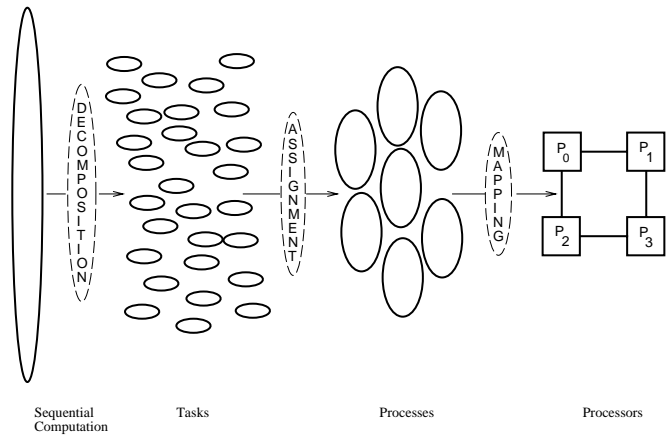 DECOMPOSITION
ASSIGNMENT
MAPPING
P0
P1
P2
P3
Sequential
Computation
Tasks
Processes
Processors